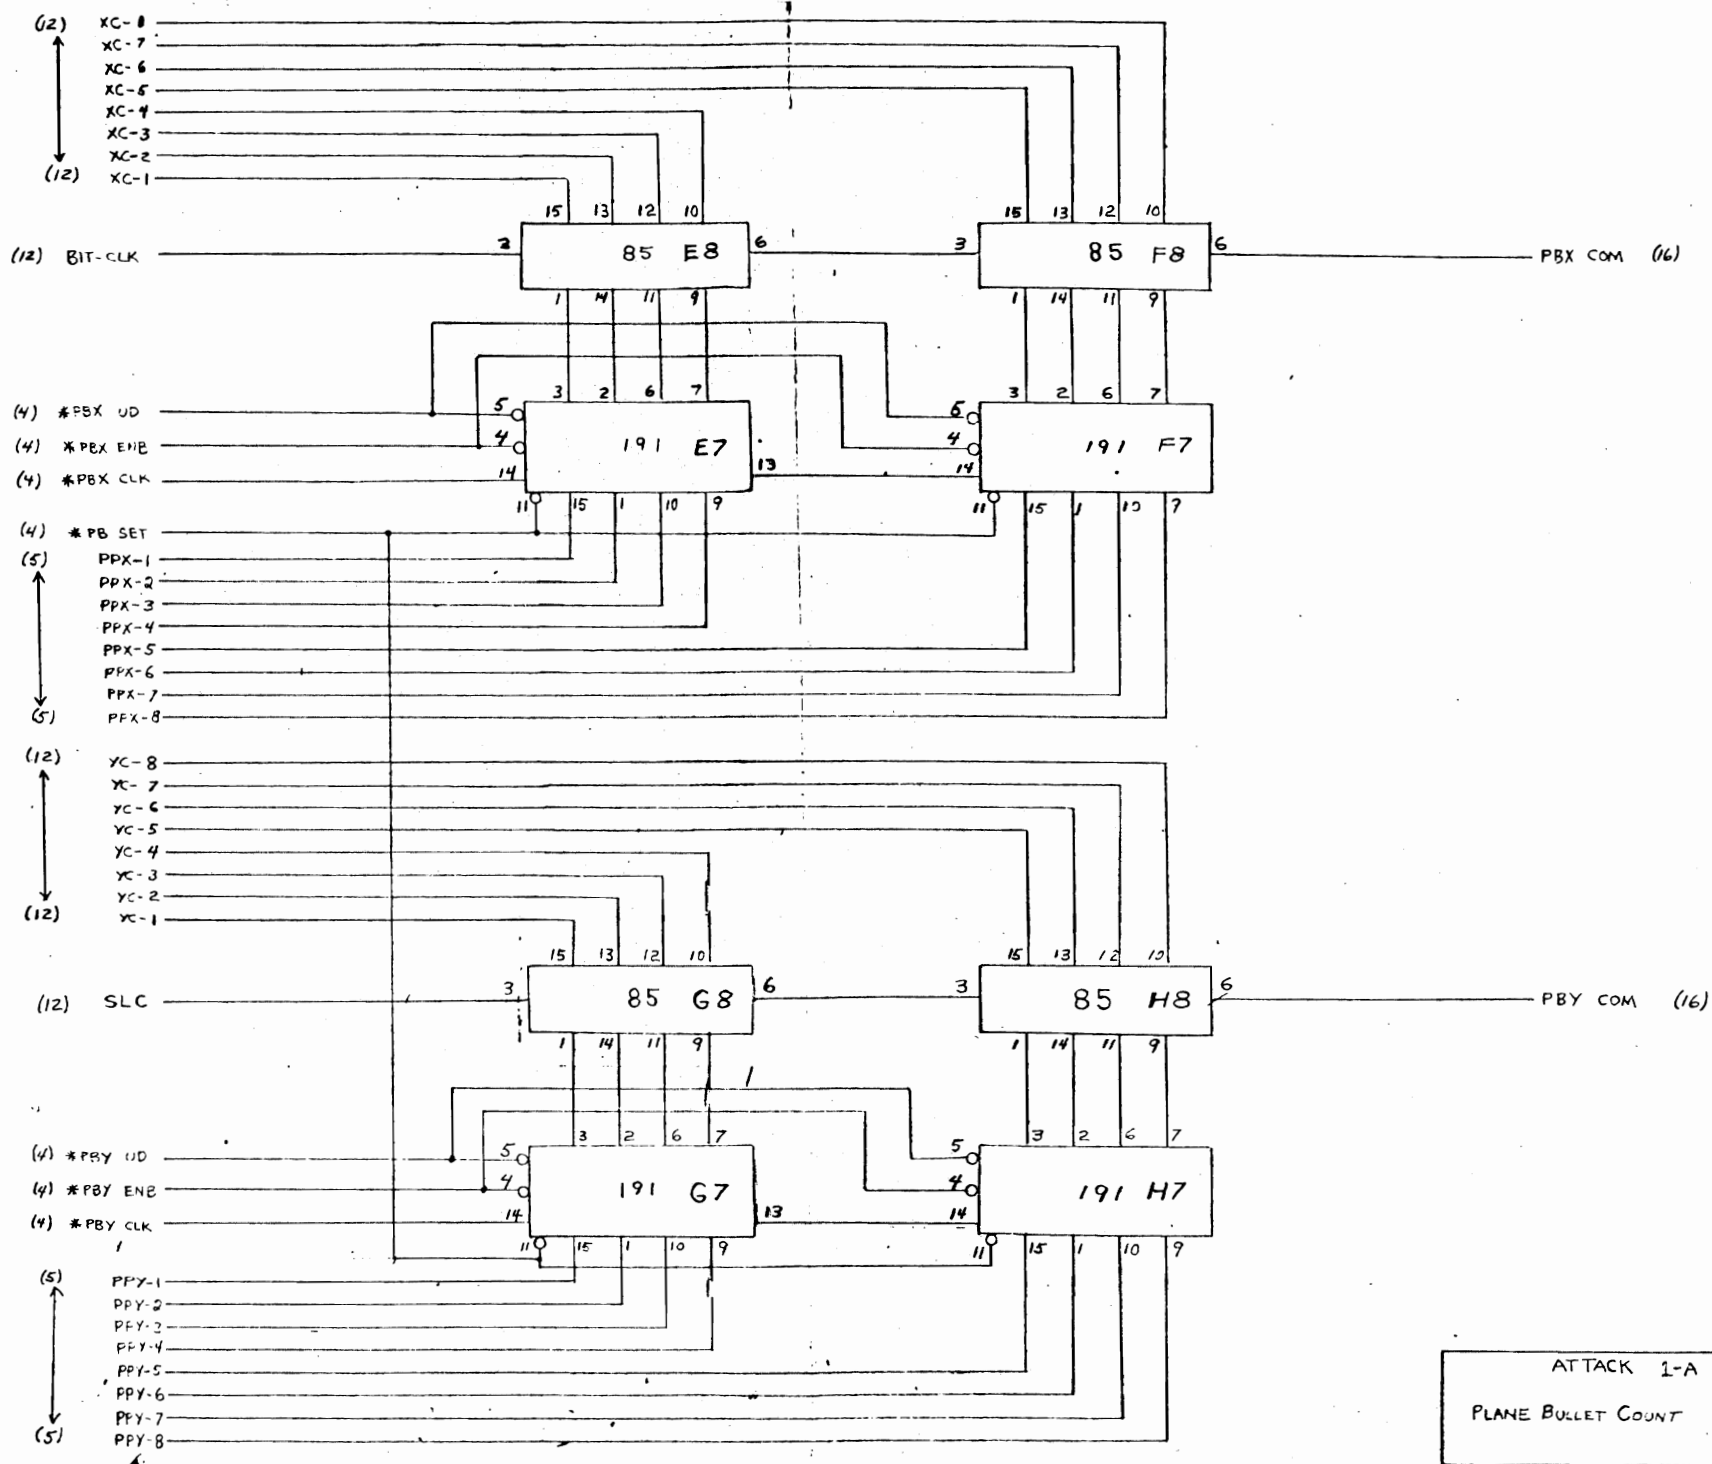 (12) XC-8
XC-7
XC-6
XC-5
XC-4
XC-3
XC-2
(12) XC-1
15 13 12 10
15 13 12 10
(12) BIT-CLK 3 85 E8 6 3 85 F8 6 PBX COM (16)
1 14 11 9
1 14 11 9
3 2 6 7
3 2 6 7
(4) *PBX UD 5 5
(4) *PBX ENB 4 191 E7 4 191 F7
(4) *PBX CLK 14 13 14
11 15 1 10 9
11 15 1 10 9
(4) *PB SET
(5) PPX-1
PPX-2
PPX-3
PPX-4
PPX-5
PPX-6
PPX-7
(5) PPX-8
(12) YC-8
YC-7
YC-6
YC-5
YC-4
YC-3
YC-2
(12) YC-1
15 13 12 10
15 13 12 10
(12) SLC 3 85 G8 6 3 85 H8 6 PBY COM (16)
1 14 11 9
1 14 11 9
3 2 6 7
3 2 6 7
(4) *PBY UD 5 5
(4) *PBY ENB 4 191 G7 4 191 H7
(4) *PBY CLK 14 13 14
11 15 1 10 9
11 15 1 10 9
(5) PPY-1
PPY-2
PPY-3
PPY-4
PPY-5
PPY-6
PPY-7
(5) PPY-8
ATTACK 1-A
PLANE BULLET COUNT